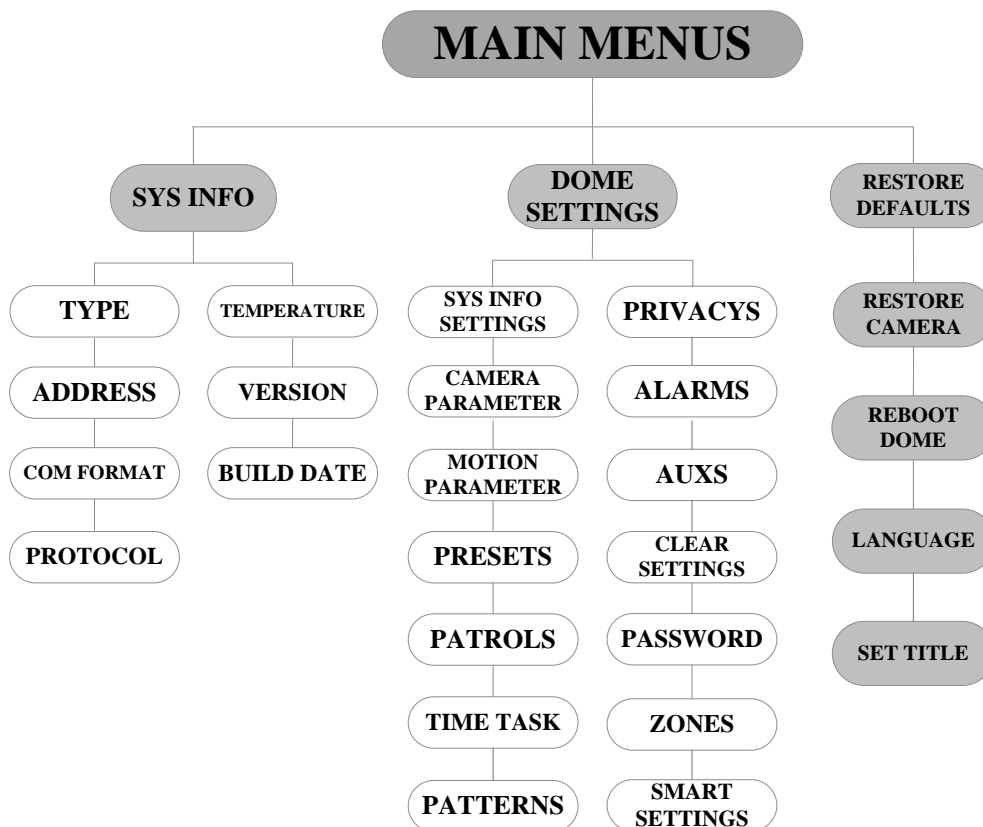 MAIN MENUS
SYS INFO
DOME
SETTINGS
RESTORE
DEFAULTS
TYPE
ADDRESS
COM FORMAT
PROTOCOL
TEMPERATURE
VERSION
BUILD DATE
SYS INFO
SETTINGS
CAMERA
PARAMETER
MOTION
PARAMETER
PRESETS
PATROLS
TIME TASK
PATTERNS
PRIVACYS
ALARMS
AUXS
CLEAR
SETTINGS
PASSWORD
ZONES
SMART
SETTINGS
RESTORE
CAMERA
REBOOT
DOME
LANGUAGE
SET TITLE